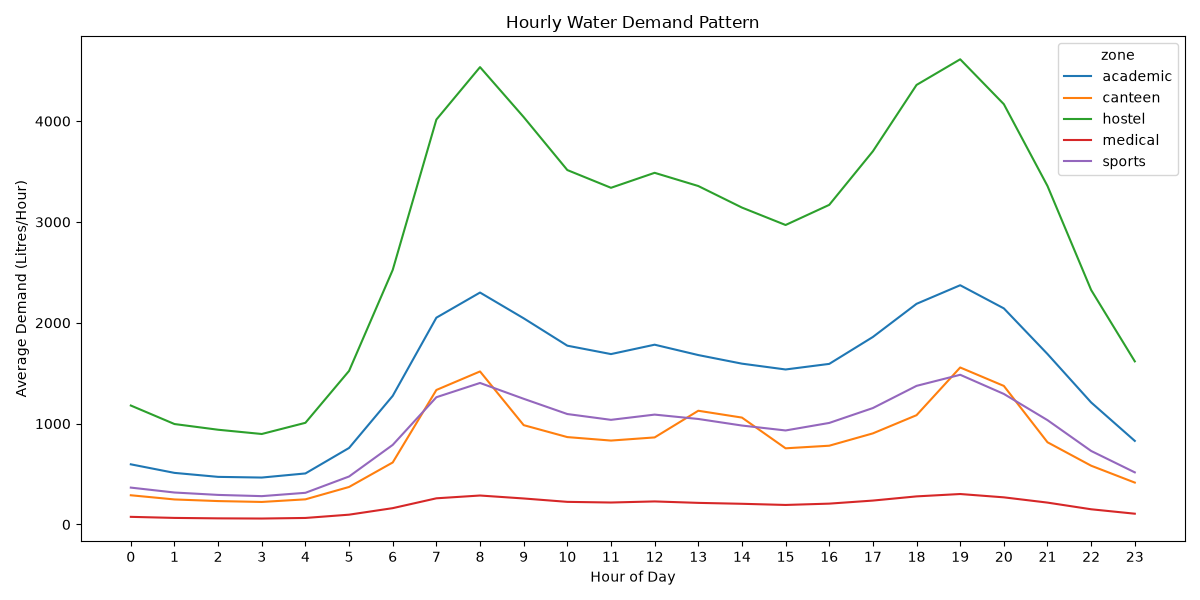 Hourly Water Demand Pattern
zone
academic
canteen
hostel
medical
sports
Average Demand (Litres/Hour)
4000
3000
2000
1000
0
0 1 2 3 4 5 6 7 8 9 10 11 12 13 14 15 16 17 18 19 20 21 22 23
Hour of Day